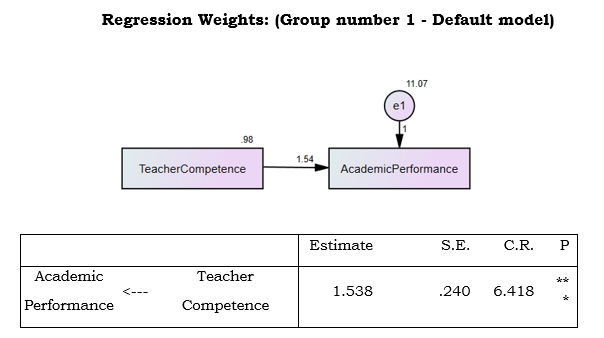 Regression Weights: (Group number 1 - Default model)
11.07
e1
1
.98
1.54
TeacherCompetence
AcademicPerformance
Estimate S.E. C.R. P
Academic Performance <--- Teacher Competence 1.538 .240 6.418 ***